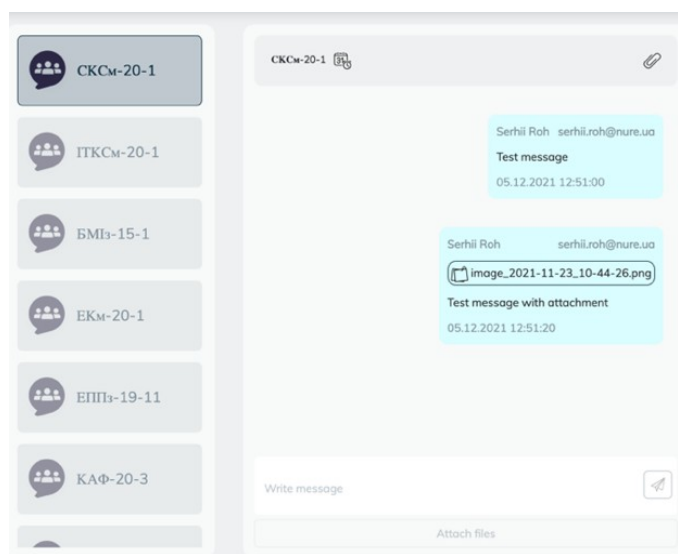 СКСм-20-1
ІТКСм-20-1
БМІз-15-1
ЕКм-20-1
ЕППз-19-11
КАФ-20-3
СКСм-20-1
31
Serhii Roh serhii.roh@nure.ua
Test message
05.12.2021 12:51:00
Serhii Roh serhii.roh@nure.ua
image_2021-11-23_10-44-26.png
Test message with attachment
05.12.2021 12:51:20
Write message
Attach files